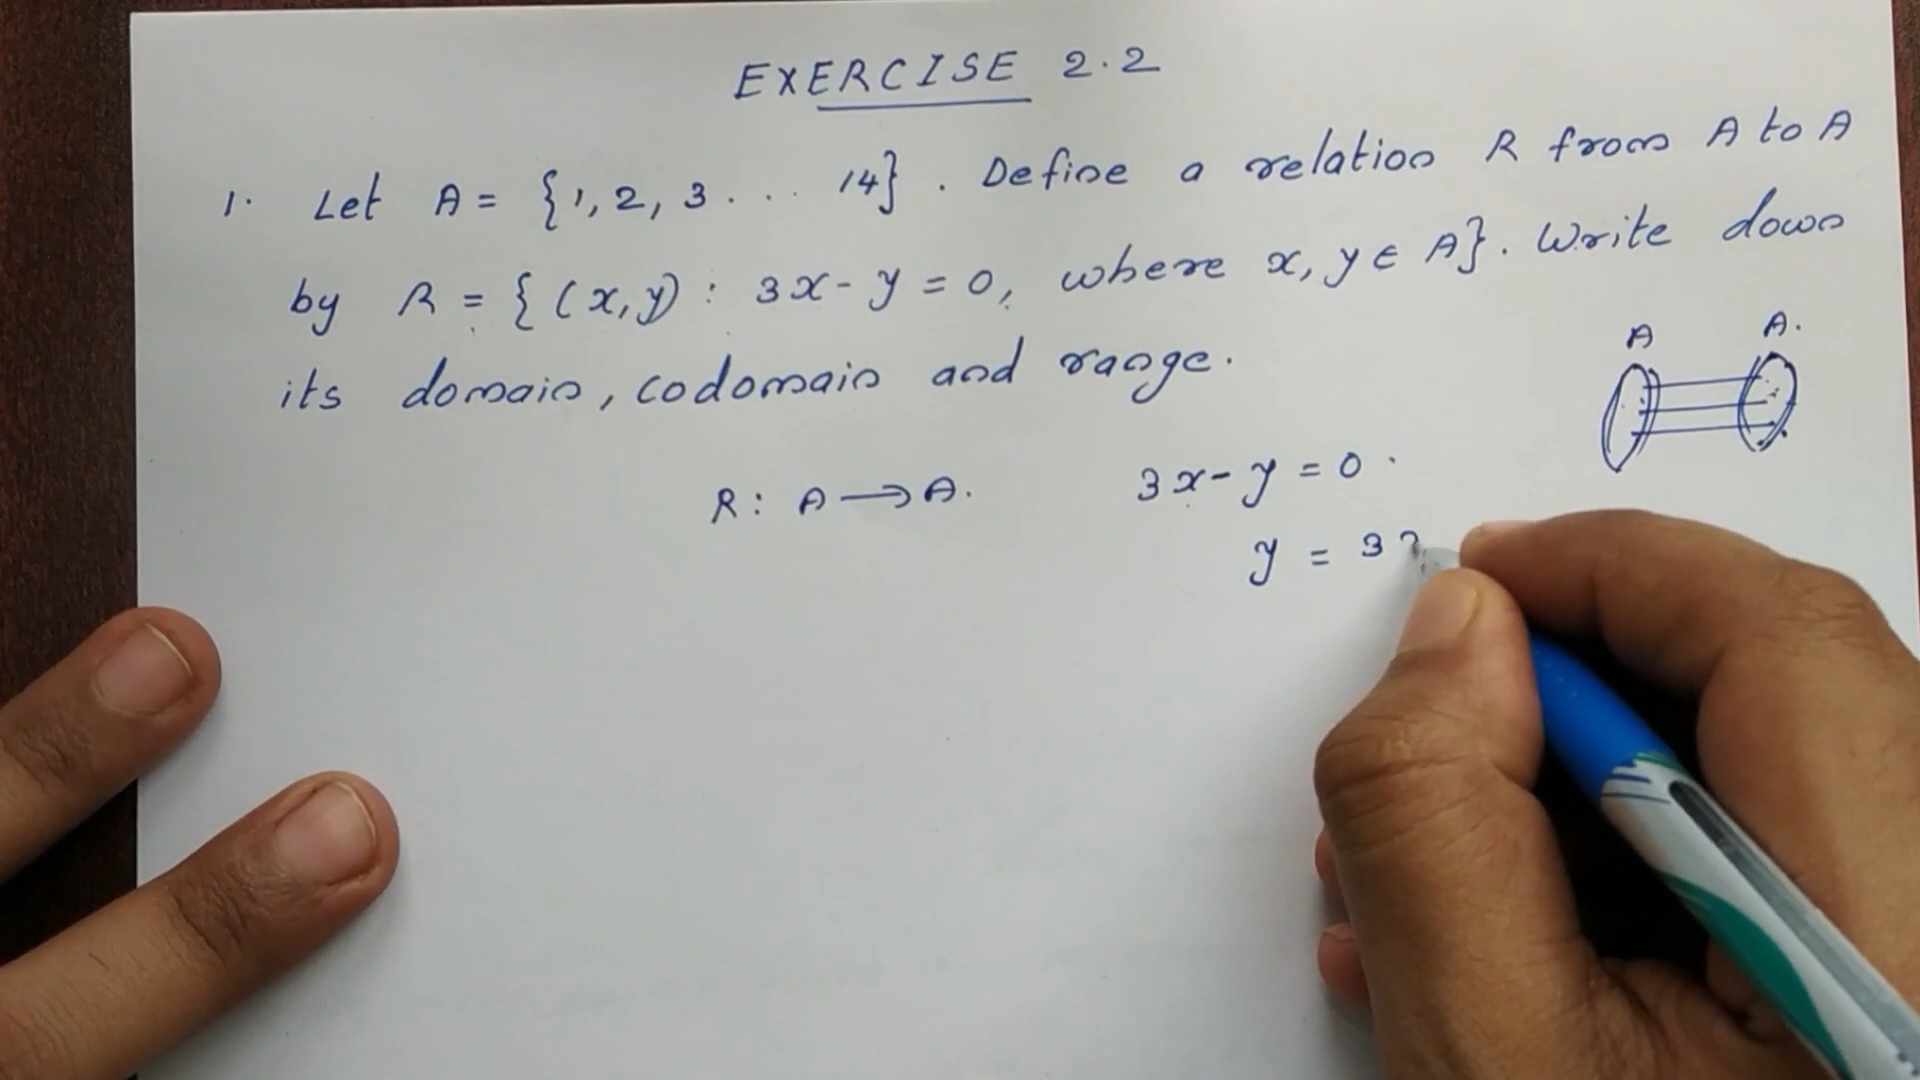 EXERCISE 2.2
1. Let A = {1, 2, 3 . . . 14} . Define a relation R from A to A
by R = { (x, y) : 3x - y = 0, where x, y ∈ A}. Write down
its domain, codomain and range.
A A.
R: A → A. 3x - y = 0.
y = 3